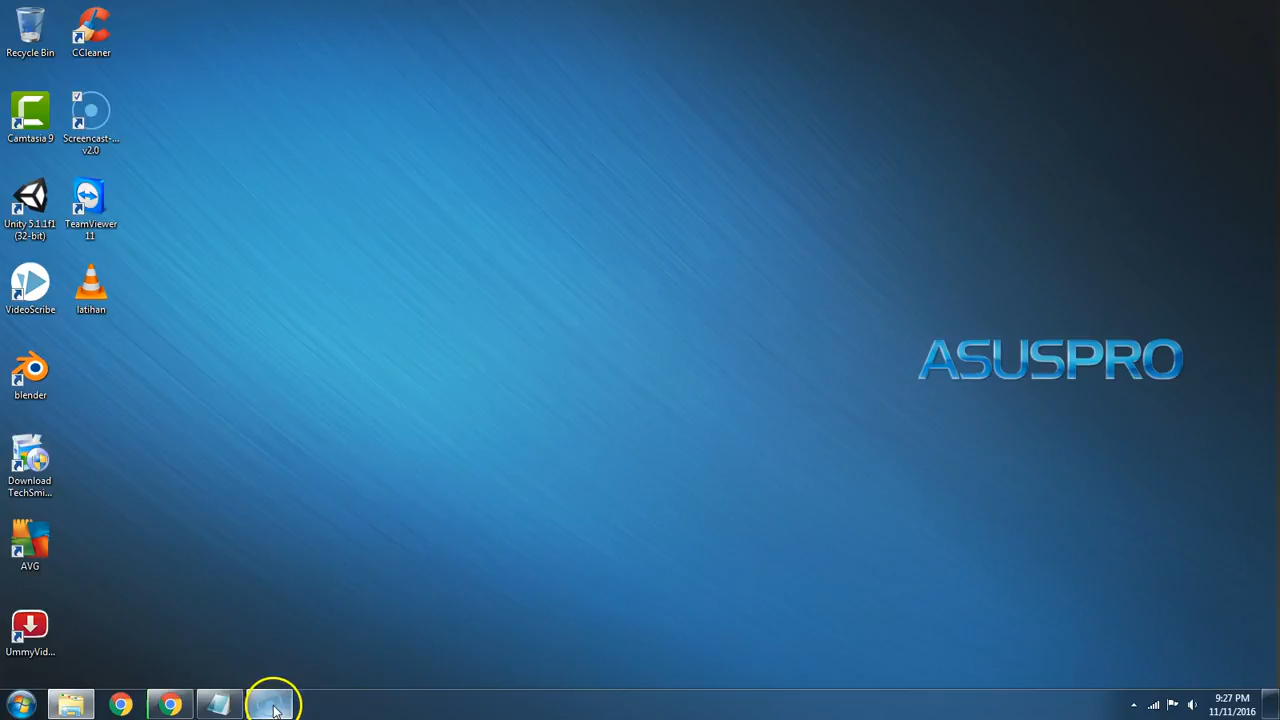 Recycle Bin
CCleaner
Camtasia 9
Screencast-...
v2.0
Unity 5.1.1f1
(32-bit)
TeamViewer
11
VideoScribe
latihan
blender
Download
TechSmi...
AVG
UmmyVid...
ASUSPRO
9:27 PM
11/11/2016